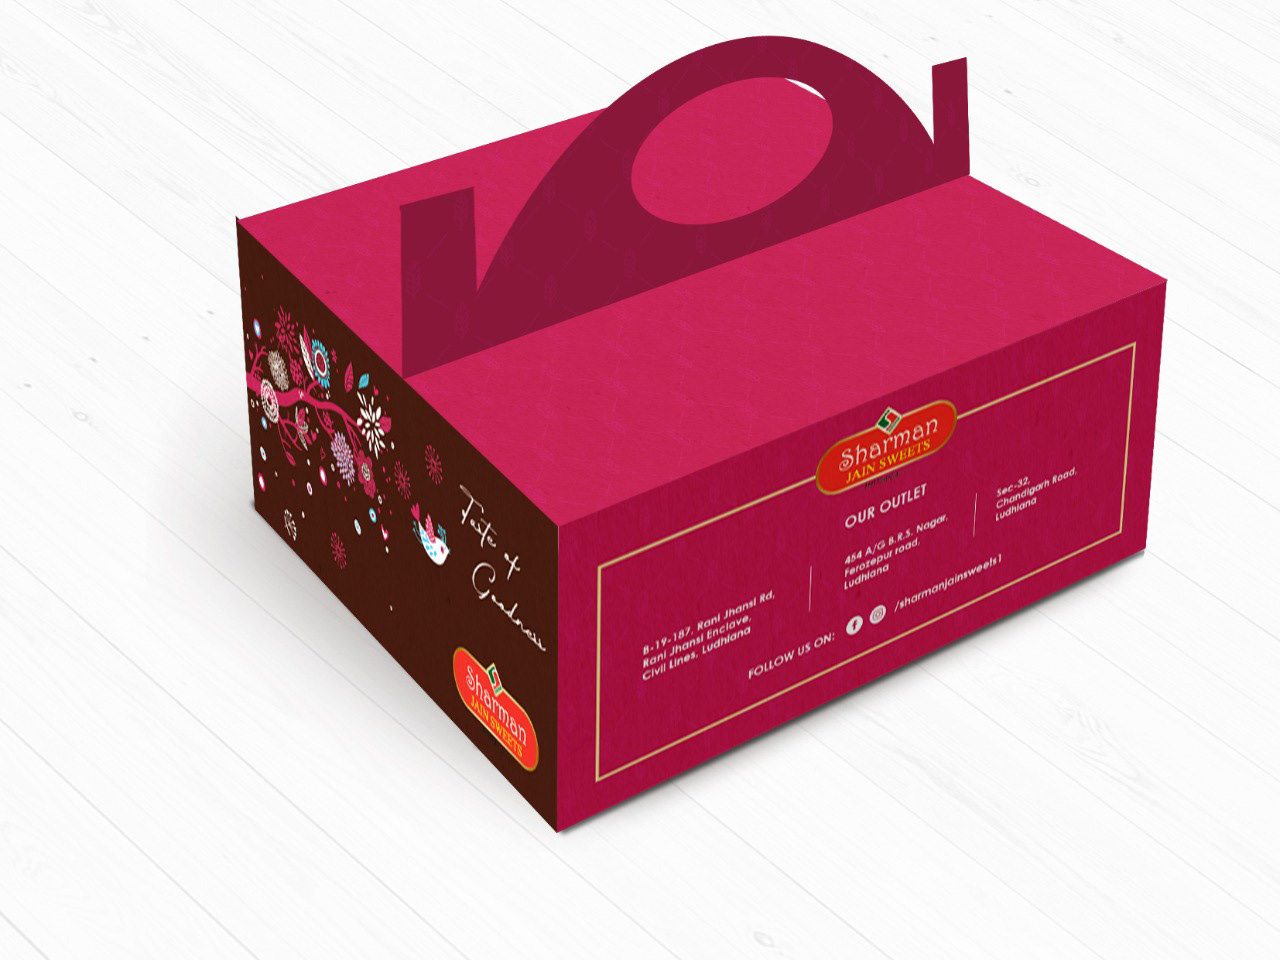 Taste of
Goodness
Sharman
JAIN SWEETS
Sharman
JAIN SWEETS
OUR OUTLET
B-19-187, Rani Jhansi Rd,
Rani Jhansi Enclave,
Civil Lines, Ludhiana
454 A/G B.R.S. Nagar,
Ferozepur road,
Ludhiana
Sec-32,
Chandigarh Road,
Ludhiana
FOLLOW US ON: f /sharmanjainsweets1